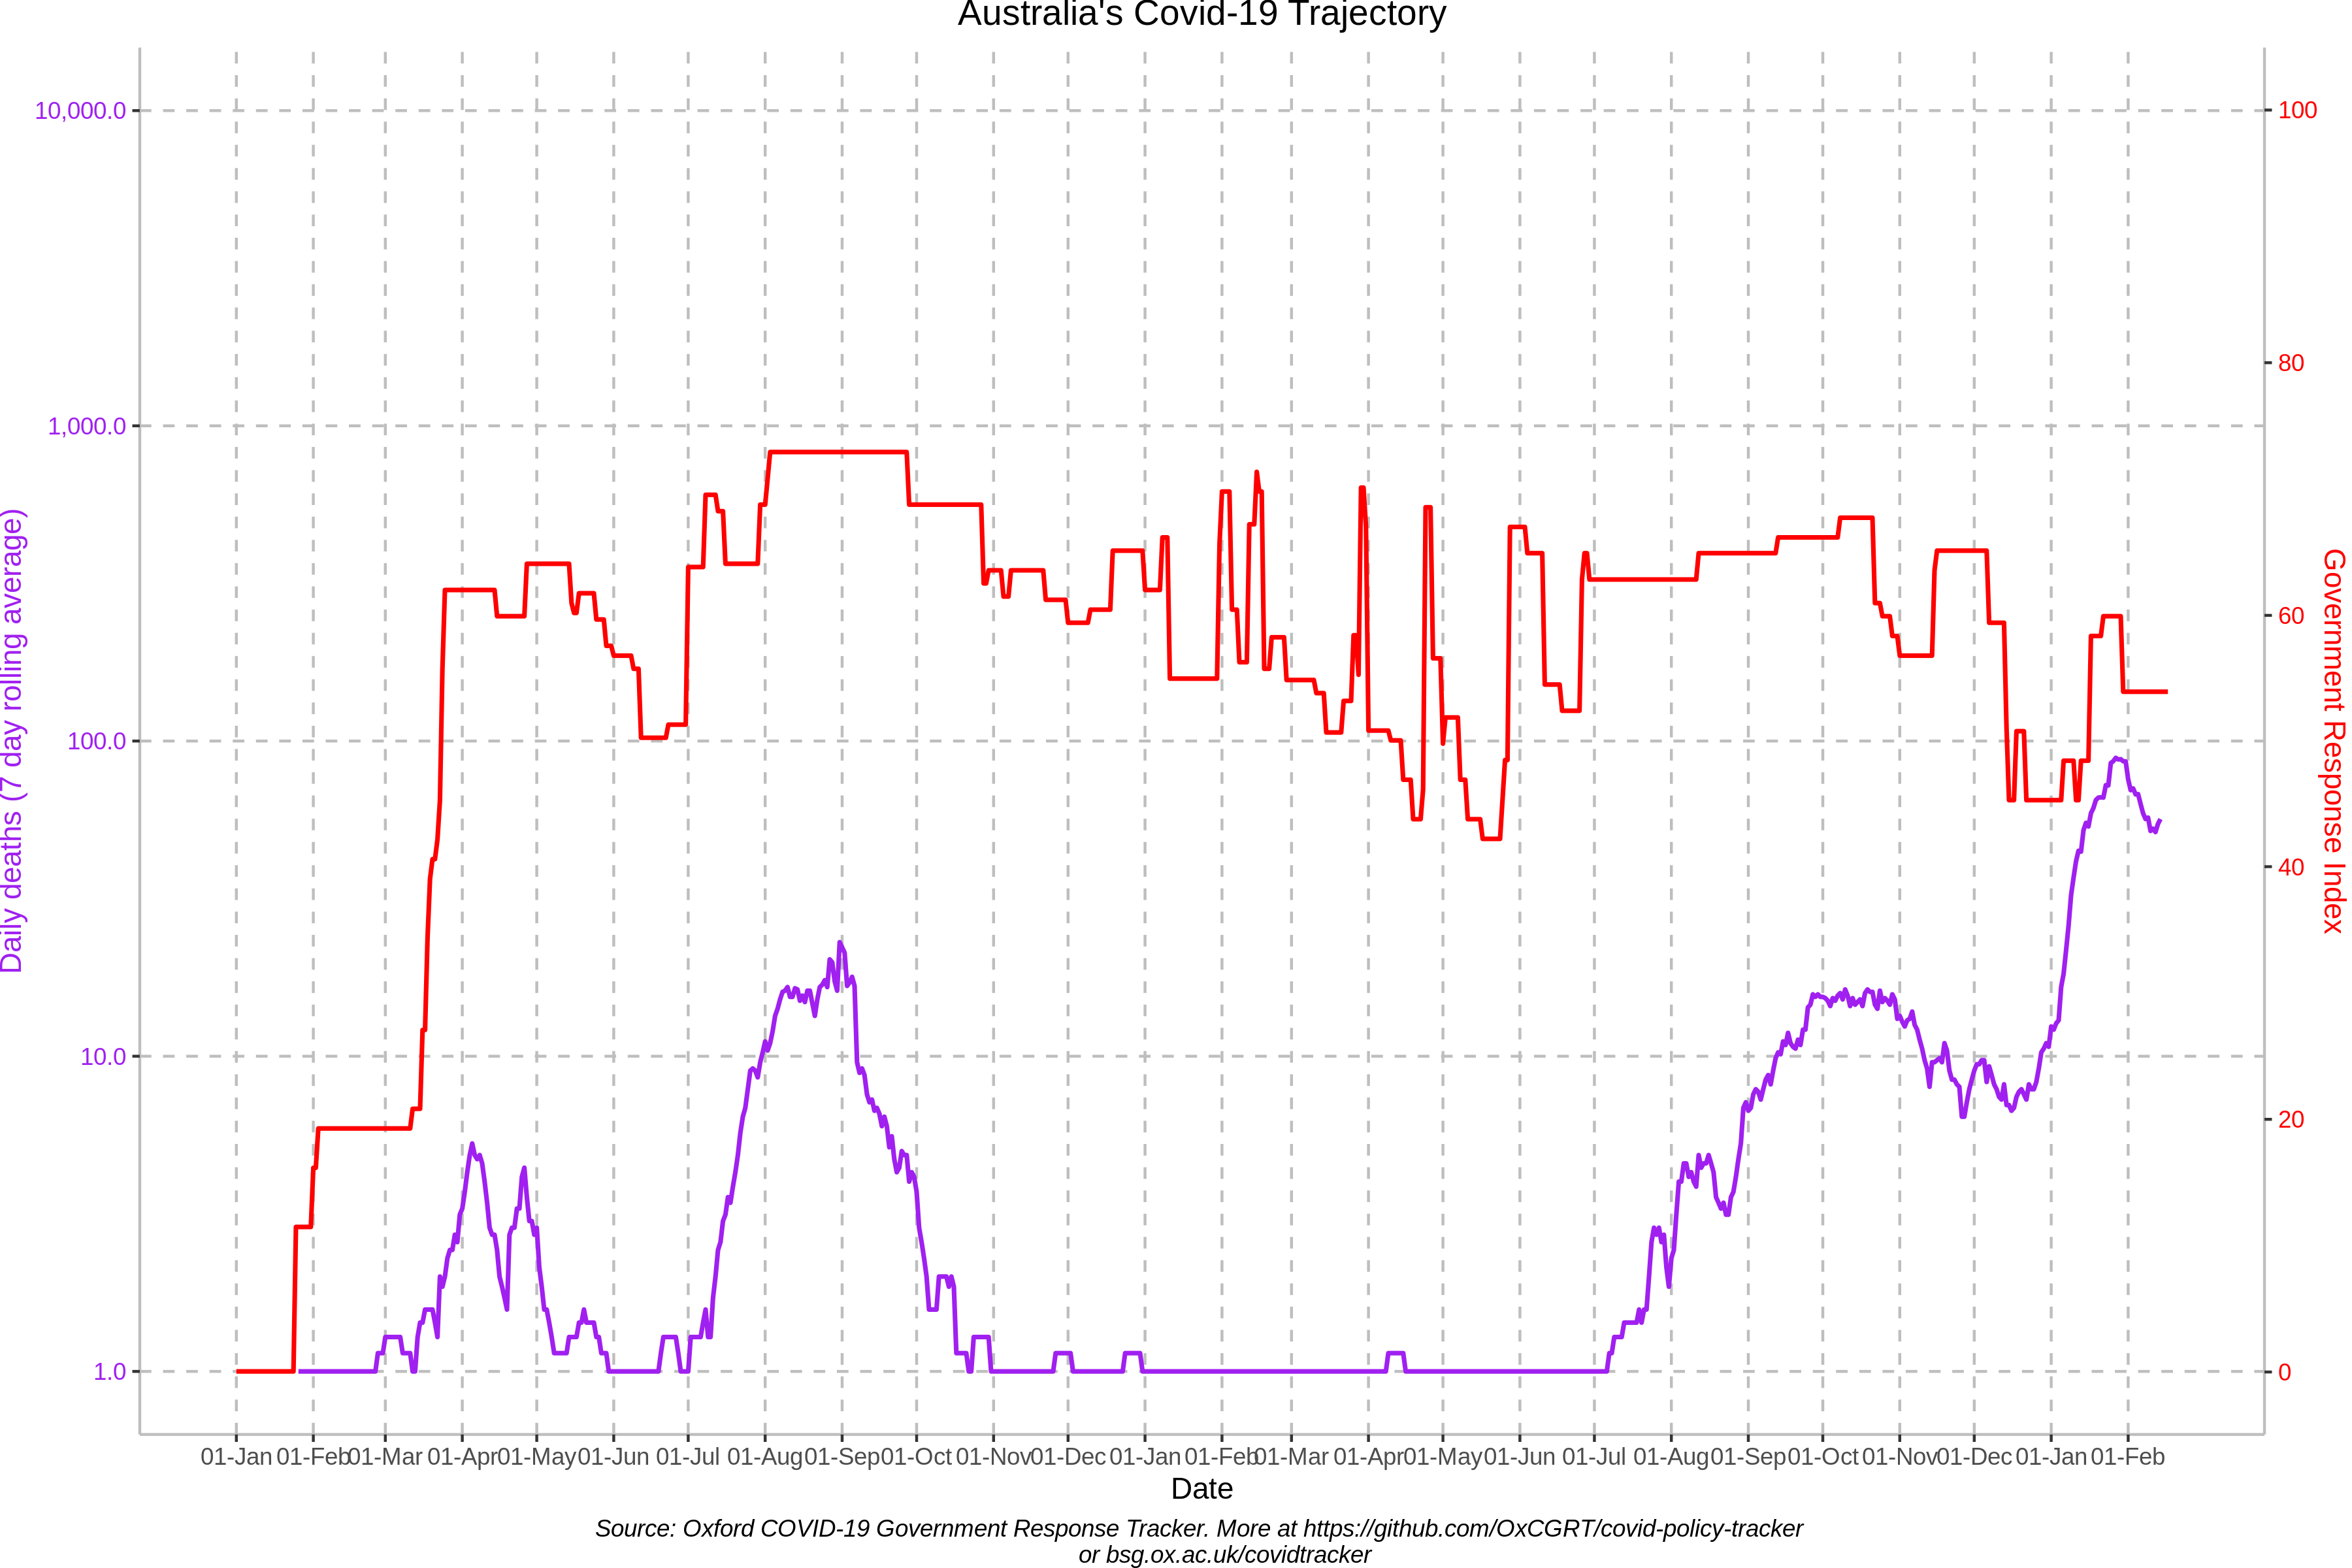 Australia's Covid-19 Trajectory
10,000.0
1,000.0
100.0
10.0
1.0
Daily deaths (7 day rolling average)
100
80
60
40
20
0
Government Response Index
01-Jan 01-Feb 01-Mar 01-Apr 01-May 01-Jun 01-Jul 01-Aug 01-Sep 01-Oct 01-Nov 01-Dec 01-Jan 01-Feb 01-Mar 01-Apr 01-May 01-Jun 01-Jul 01-Aug 01-Sep 01-Oct 01-Nov 01-Dec 01-Jan 01-Feb
Date
Source: Oxford COVID-19 Government Response Tracker. More at https://github.com/OxCGRT/covid-policy-tracker
or bsg.ox.ac.uk/covidtracker